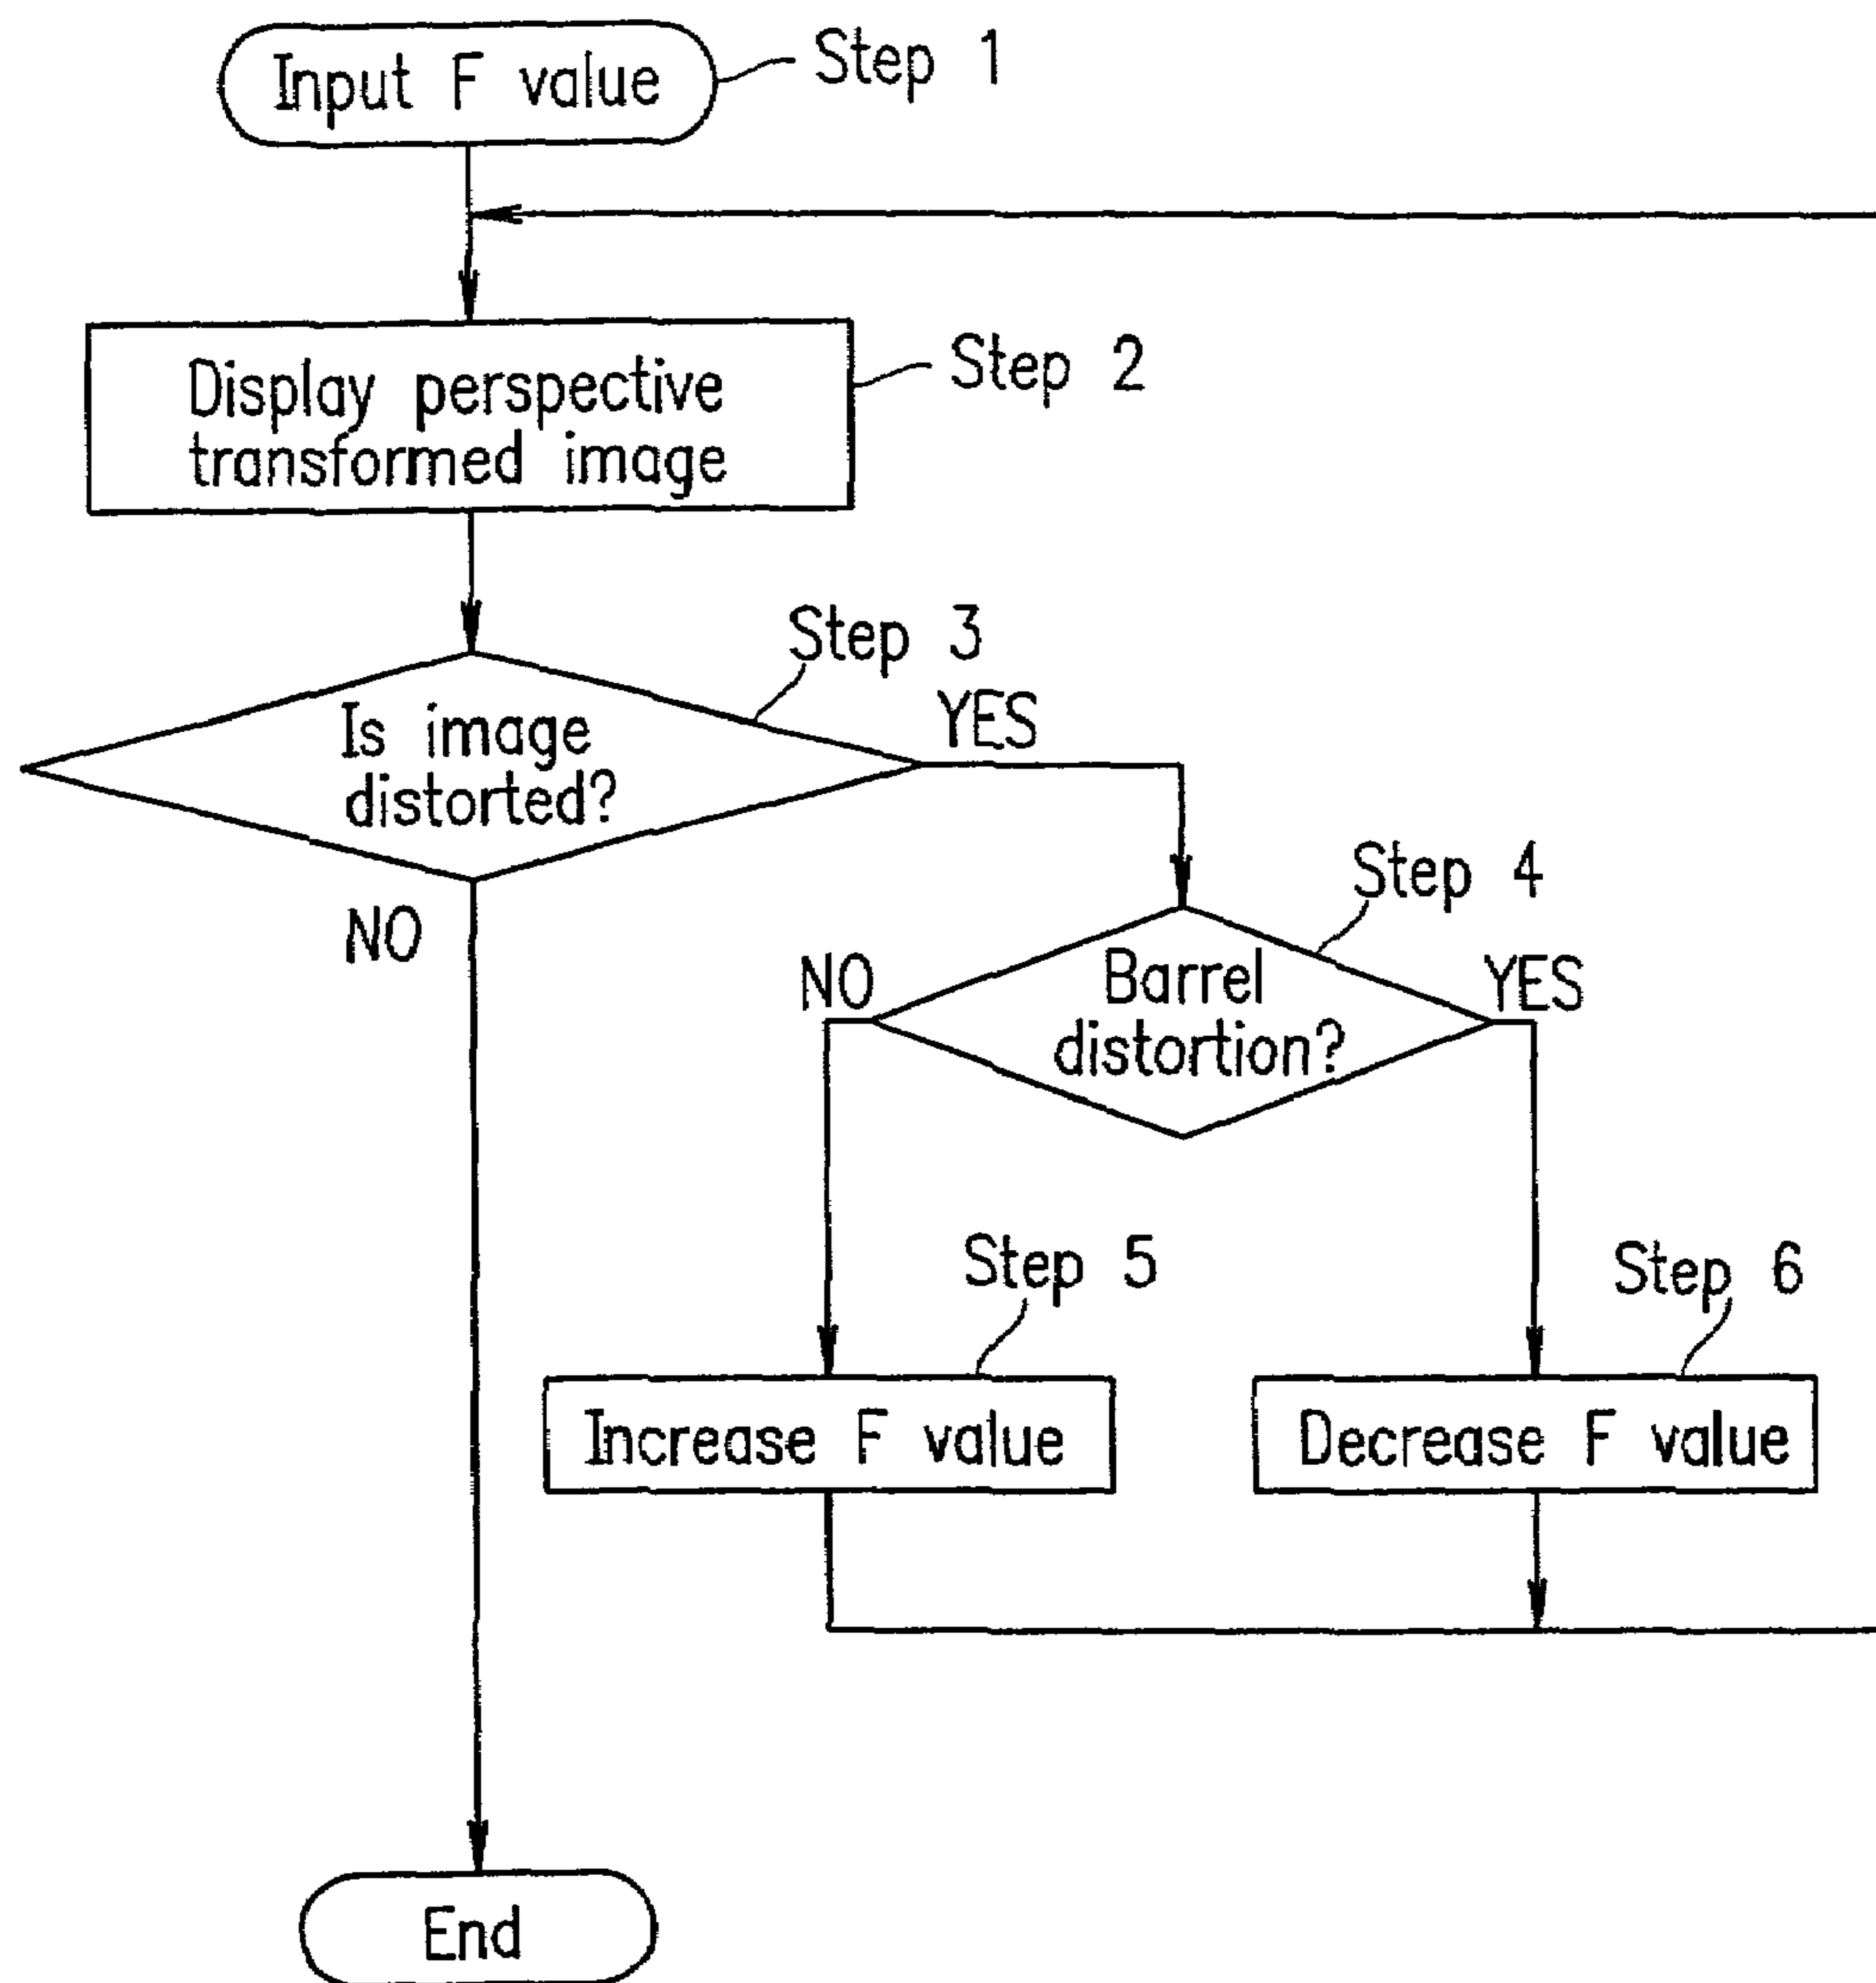 Input F value
Step 1
Display perspective
transformed image
Step 2
Step 3
Is image
distorted?
YES
NO
Step 4
Barrel
distortion?
NO
YES
Step 5
Increase F value
Step 6
Decrease F value
End